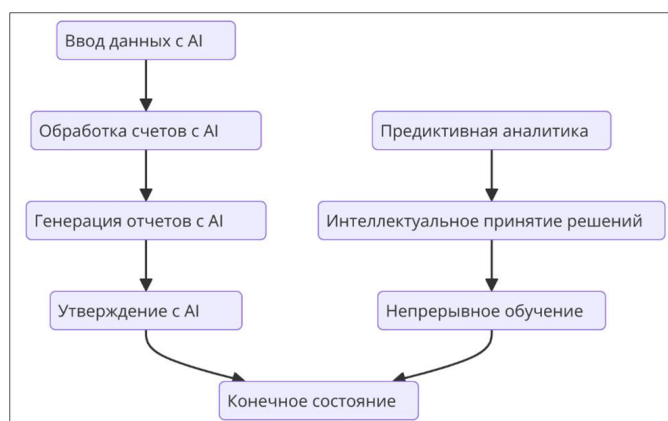 Ввод данных с AI
Обработка счетов с AI
Предиктивная аналитика
Генерация отчетов с AI
Интеллектуальное принятие решений
Утверждение с AI
Непрерывное обучение
Конечное состояние